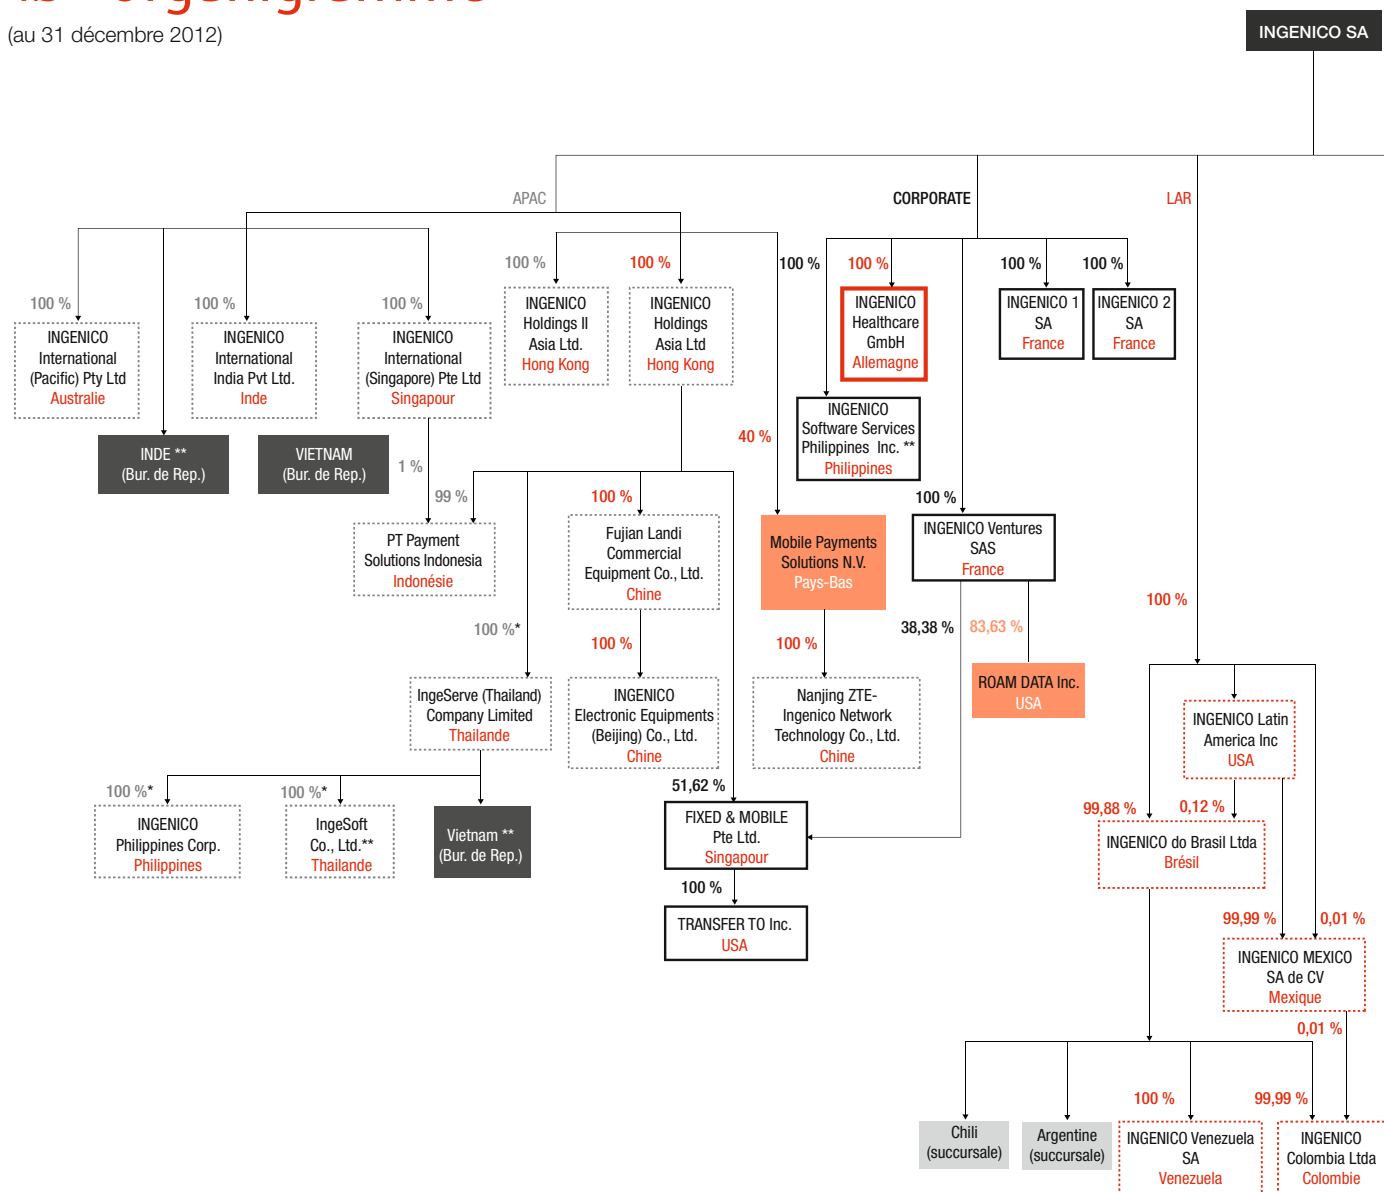 (au 31 décembre 2012)
INGENICO SA
APAC
CORPORATE
LAR
100 %
INGENICO
International
(Pacific) Pty Ltd
Australie
100 %
INGENICO
International
India Pvt Ltd.
Inde
100 %
INGENICO
International
(Singapore) Pte Ltd
Singapour
100 %
INGENICO
Holdings II
Asia Ltd.
Hong Kong
100 %
INGENICO
Holdings
Asia Ltd
Hong Kong
100 %
INGENICO
Software Services
Philippines Inc. **
Philippines
100 %
INGENICO
Healthcare
GmbH
Allemagne
100 %
INGENICO 1
SA
France
100 %
INGENICO 2
SA
France
INDE **
(Bur. de Rep.)
VIETNAM
(Bur. de Rep.)
1 %
99 %
PT Payment
Solutions Indonesia
Indonésie
100 %
Fujian Landi
Commercial
Equipment Co., Ltd.
Chine
40 %
Mobile Payments
Solutions N.V.
Pays-Bas
100 %
INGENICO Ventures
SAS
France
100 %
100 %*
IngeServe (Thailand)
Company Limited
Thailande
100 %
INGENICO
Electronic Equipments
(Beijing) Co., Ltd.
Chine
100 %
Nanjing ZTE-
Ingenico Network
Technology Co., Ltd.
Chine
38,38 %
83,63 %
ROAM DATA Inc.
USA
INGENICO Latin
America Inc
USA
100 %*
INGENICO
Philippines Corp.
Philippines
100 %*
IngeSoft
Co., Ltd.**
Thailande
Vietnam **
(Bur. de Rep.)
51,62 %
FIXED & MOBILE
Pte Ltd.
Singapour
100 %
TRANSFER TO Inc.
USA
99,88 %
0,12 %
INGENICO do Brasil Ltda
Brésil
99,99 %
0,01 %
INGENICO MEXICO
SA de CV
Mexique
0,01 %
Chili
(succursale)
Argentine
(succursale)
100 %
INGENICO Venezuela
SA
Venezuela
99,99 %
INGENICO
Colombia Ltda
Colombie